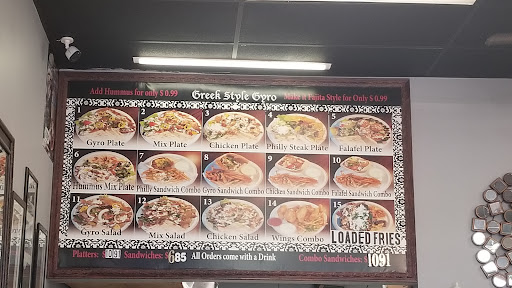 Add Hummus for only $ 0.99 Greek Style Gyro Make it Fajita Style for Only $ 0.99
1 2 3 4 5
Gyro Plate Mix Plate Chicken Plate Philly Steak Plate Falafel Plate
6 7 8 9 10
Hummus Mix Plate Philly Sandwich Combo Gyro Sandwich Combo Chicken Sandwich Combo Falafel Sandwich Combo
11 12 13 14 15
Gyro Salad Mix Salad Chicken Salad Wings Combo LOADED FRIES
Platters: $1091 Sandwiches: $685 All Orders come with a Drink Combo Sandwiches: $1091